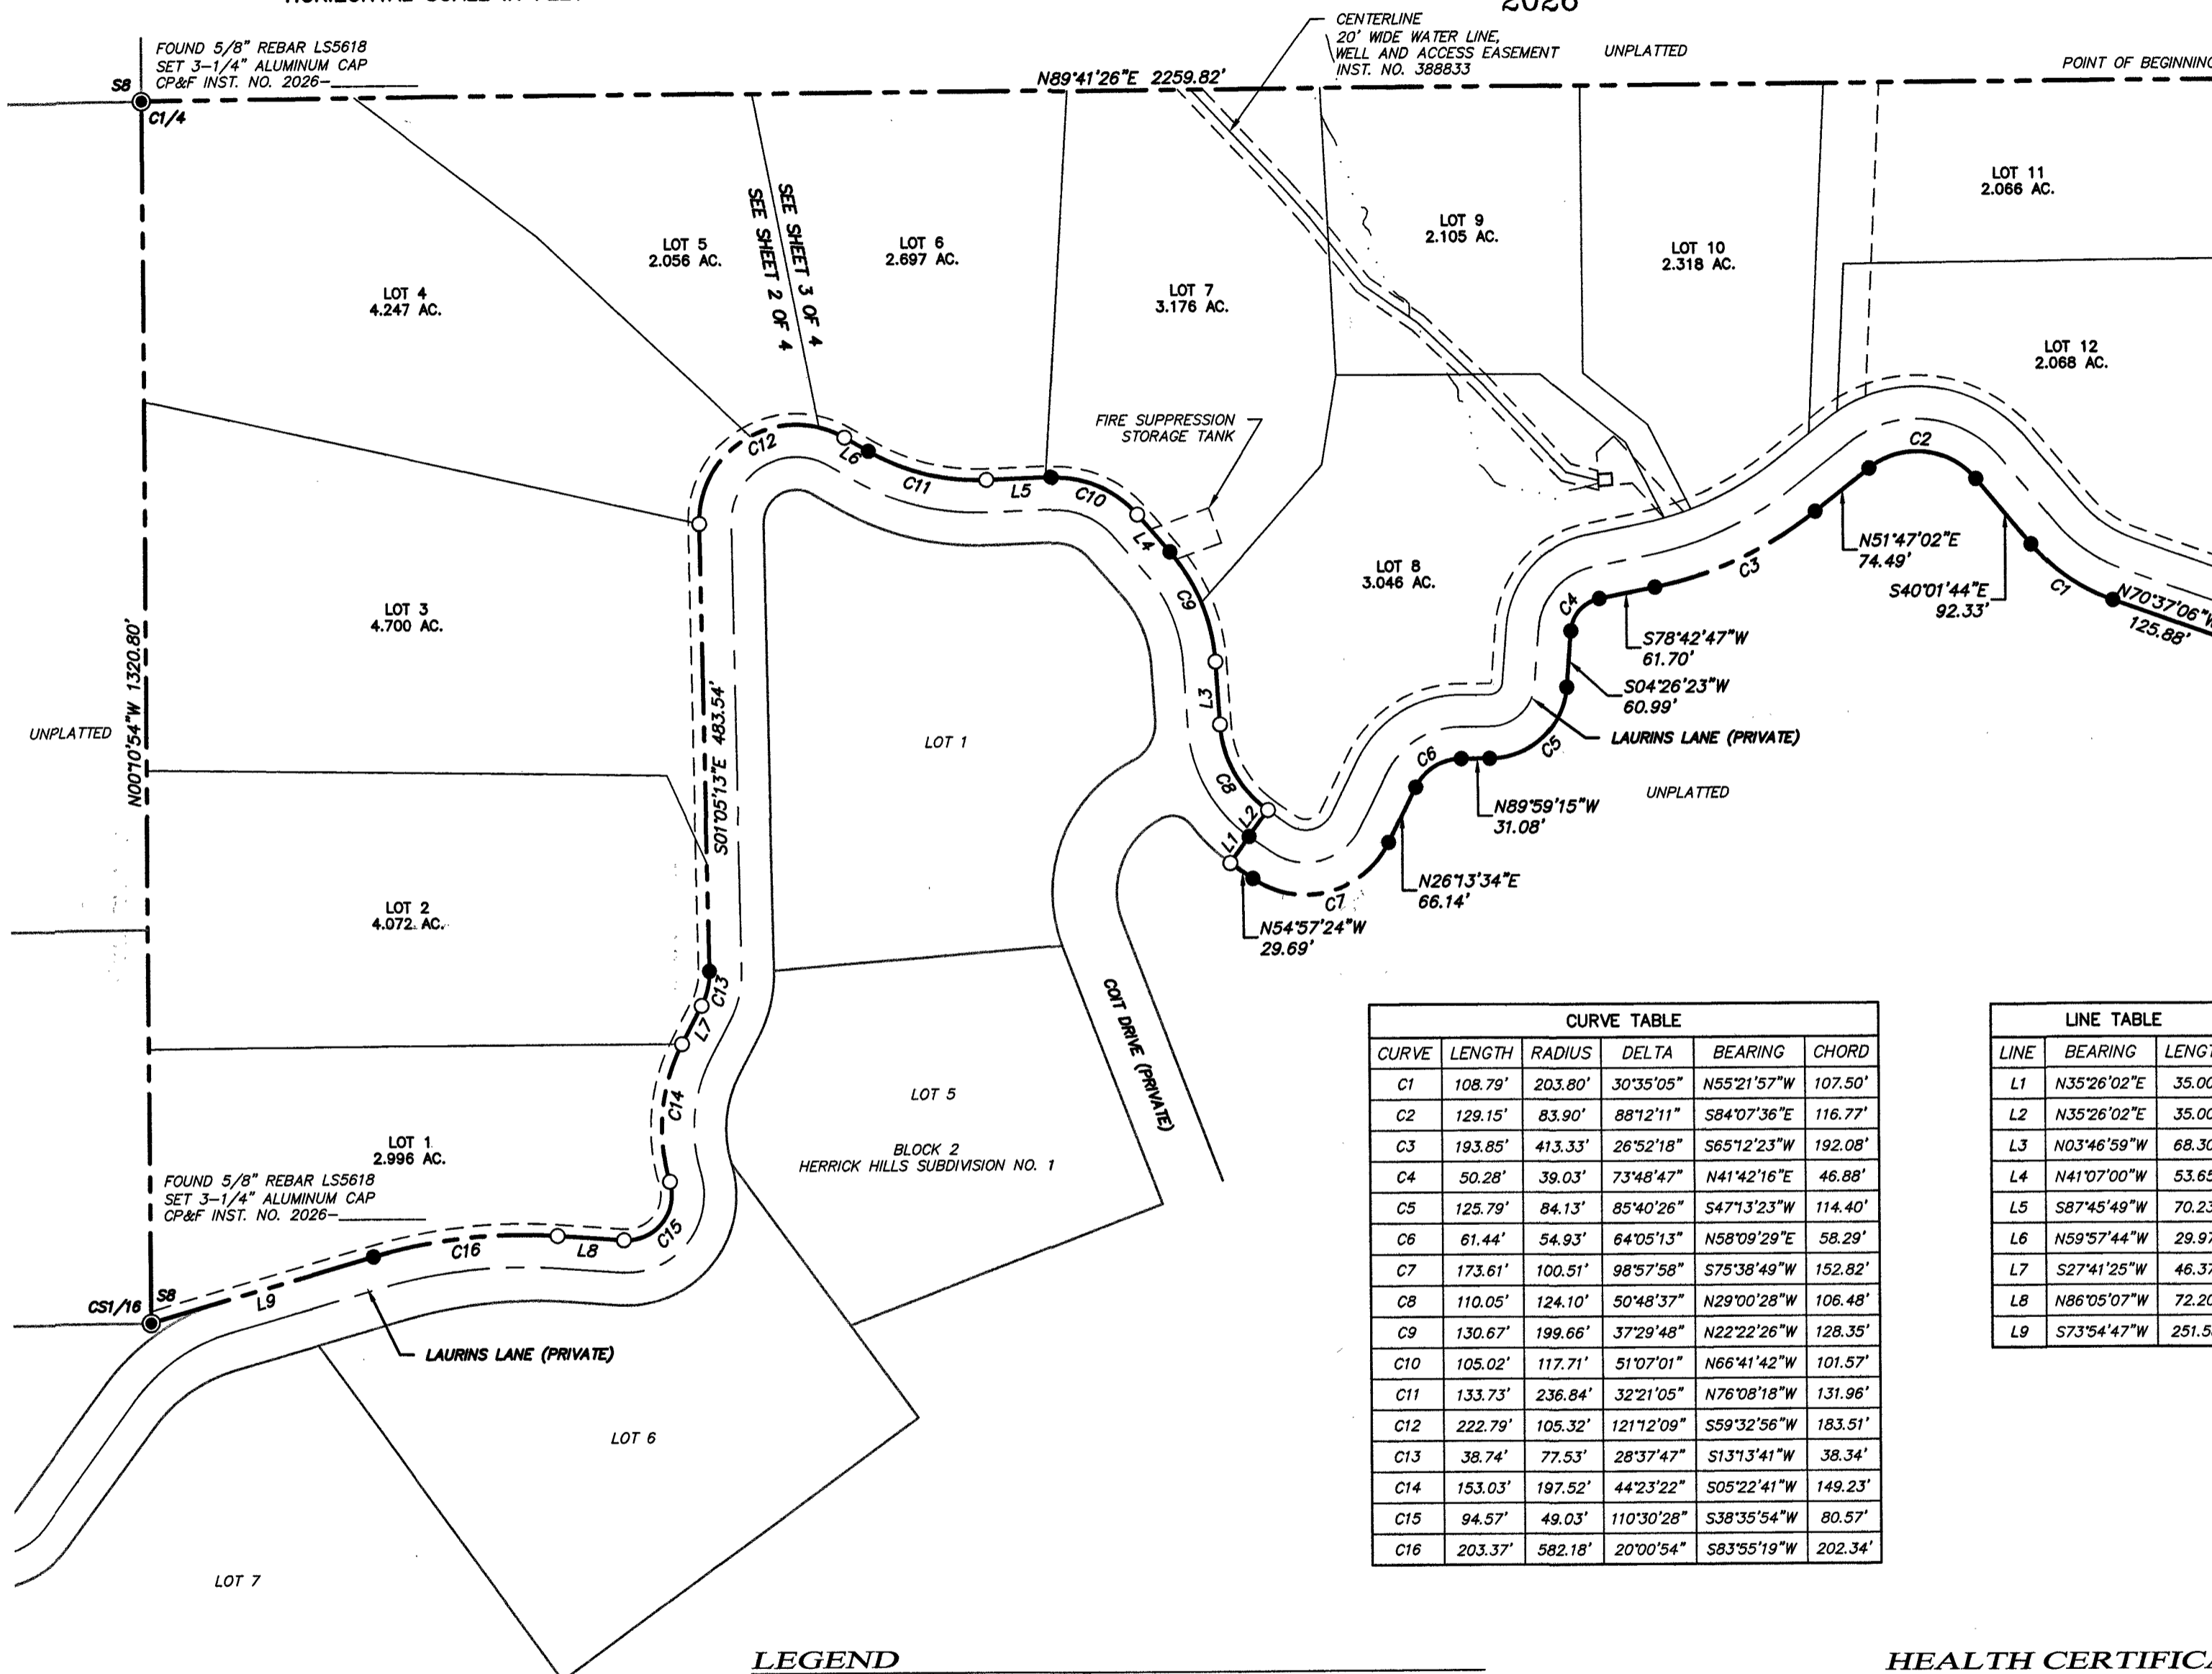 2026
FOUND 5/8" REBAR LS5618
SET 3-1/4" ALUMINUM CAP
CP&F INST. NO. 2026-
S8
C1/4
N89°41'26"E 2259.82'
CENTERLINE
20' WIDE WATER LINE,
WELL AND ACCESS EASEMENT
INST. NO. 388833
UNPLATTED
POINT OF BEGINNING
LOT 4
4.247 AC.
LOT 5
2.056 AC.
SEE SHEET 3 OF 4
SEE SHEET 2 OF 4
LOT 6
2.697 AC.
LOT 7
3.176 AC.
LOT 9
2.105 AC.
LOT 10
2.318 AC.
LOT 11
2.066 AC.
LOT 12
2.068 AC.
FIRE SUPPRESSION
STORAGE TANK
C12
L6
C11
L5
C10
L4
C9
L3
C8
L2
L1
LOT 8
3.046 AC.
C2
N51°47'02"E
74.49'
S40°01'44"E
92.33'
C1
N70°37'06"W
125.88'
C3
C4
S78°42'47"W
61.70'
S04°26'23"W
60.99'
LAURINS LANE (PRIVATE)
C5
C6
UNPLATTED
N89°59'15"W
31.08'
N26°13'34"E
66.14'
C7
N54°57'24"W
29.69'
LOT 3
4.700 AC.
UNPLATTED
N00°10'54"W 1320.80'
S01°05'13"E 483.54'
LOT 1
LOT 2
4.072 AC.
C13
L7
C14
COIT DRIVE (PRIVATE)
LOT 5
BLOCK 2
HERRICK HILLS SUBDIVISION NO. 1
LOT 1
2.996 AC.
FOUND 5/8" REBAR LS5618
SET 3-1/4" ALUMINUM CAP
CP&F INST. NO. 2026-
C15
L8
C16
L9
S8
CS1/16
LAURINS LANE (PRIVATE)
LOT 6
LOT 7
CURVE TABLE
CURVE LENGTH RADIUS DELTA BEARING CHORD
C1 108.79' 203.80' 30°35'05" N55°21'57"W 107.50'
C2 129.15' 83.90' 88°12'11" S84°07'36"E 116.77'
C3 193.85' 413.33' 26°52'18" S65°12'23"W 192.08'
C4 50.28' 39.03' 73°48'47" N41°42'16"E 46.88'
C5 125.79' 84.13' 85°40'26" S47°13'23"W 114.40'
C6 61.44' 54.93' 64°05'13" N58°09'29"E 58.29'
C7 173.61' 100.51' 98°57'58" S75°38'49"W 152.82'
C8 110.05' 124.10' 50°48'37" N29°00'28"W 106.48'
C9 130.67' 199.66' 37°29'48" N22°22'26"W 128.35'
C10 105.02' 117.71' 51°07'01" N66°41'42"W 101.57'
C11 133.73' 236.84' 32°21'05" N76°08'18"W 131.96'
C12 222.79' 105.32' 121°12'09" S59°32'56"W 183.51'
C13 38.74' 77.53' 28°37'47" S13°13'41"W 38.34'
C14 153.03' 197.52' 44°23'22" S05°22'41"W 149.23'
C15 94.57' 49.03' 110°30'28" S38°35'54"W 80.57'
C16 203.37' 582.18' 20°00'54" S83°55'19"W 202.34'
LINE TABLE
LINE BEARING LENGT
L1 N35°26'02"E 35.00
L2 N35°26'02"E 35.00
L3 N03°46'59"W 68.30
L4 N41°07'00"W 53.65
L5 S87°45'49"W 70.23
L6 N59°57'44"W 29.97
L7 S27°41'25"W 46.37
L8 N86°05'07"W 72.20
L9 S73°54'47"W 251.5
LEGEND
HEALTH CERTIFICA